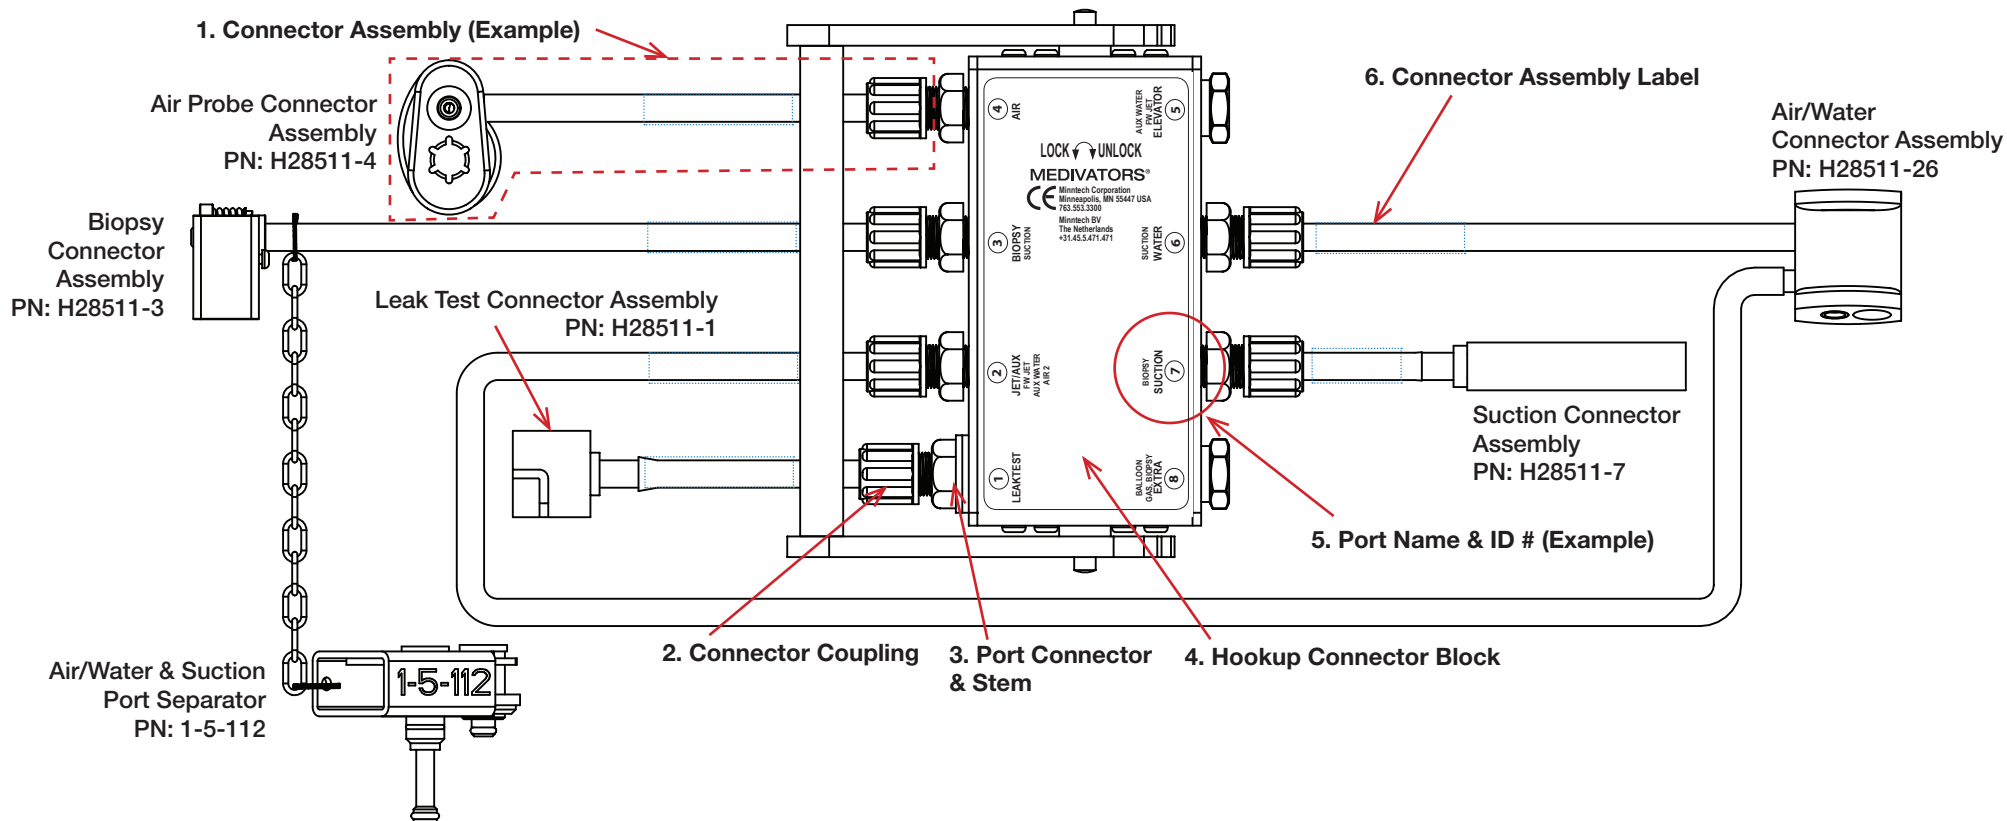 1. Connector Assembly (Example)
Air Probe Connector
Assembly
PN: H28511-4
Biopsy
Connector
Assembly
PN: H28511-3
Leak Test Connector Assembly
PN: H28511-1
Air/Water & Suction
Port Separator
PN: 1-5-112
1-5-112
4
AIR
3
BIOPSY
SUCTION
2
JET/AUX
FW JET
AUX WATER
AIR 2
1
LEAKTEST
LOCK UNLOCK
MEDIVATORS®
CE
Minntech Corporation
Minneapolis, MN 55447 USA
763.553.3300
Minntech BV
The Netherlands
+31.45.5.471.471
AUX WATER
FW JET
ELEVATOR
5
SUCTION
WATER
6
BIOPSY
SUCTION
7
BALLOON
GAS, BIOPSY
EXTRA
8
6. Connector Assembly Label
Air/Water
Connector Assembly
PN: H28511-26
Suction Connector
Assembly
PN: H28511-7
5. Port Name & ID # (Example)
2. Connector Coupling
3. Port Connector
& Stem
4. Hookup Connector Block